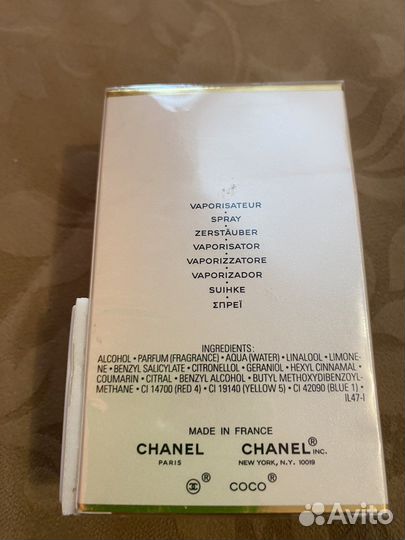 VAPORISATEUR
•
SPRAY
•
ZERSTÄUBER
•
VAPORISATOR
•
VAPORIZZATORE
•
VAPORIZADOR
•
SUIHKE
•
ΣΠΡΕΪ
INGREDIENTS:
ALCOHOL • PARFUM (FRAGRANCE) • AQUA (WATER) • LINALOOL • LIMONE-
NE • BENZYL SALICYLATE • CITRONELLOL • GERANIOL • HEXYL CINNAMAL •
COUMARIN • CITRAL • BENZYL ALCOHOL • BUTYL METHOXYDIBENZOYL-
METHANE • CI 14700 (RED 4) • CI 19140 (YELLOW 5) • CI 42090 (BLUE 1) •
IL47-I
MADE IN FRANCE
CHANEL CHANEL® INC.
PARIS NEW YORK, N.Y. 10019
® COCO®
Avito